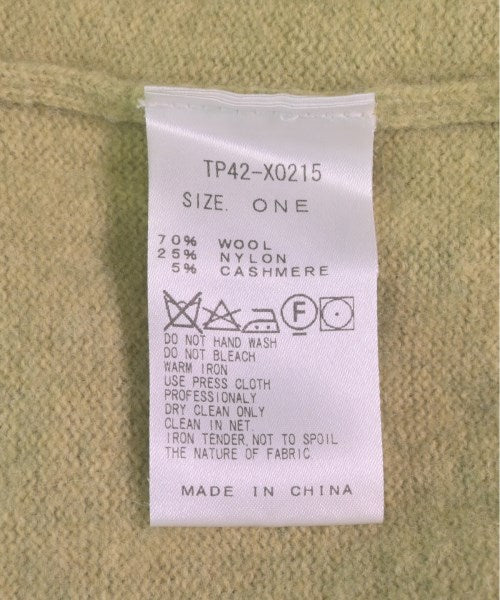 TP42-X0215
SIZE. ONE
70% WOOL
25% NYLON
5% CASHMERE
F
DO NOT HAND WASH
DO NOT BLEACH
WARM IRON
USE PRESS CLOTH
PROFESSIONALY
DRY CLEAN ONLY
CLEAN IN NET.
IRON TENDER, NOT TO SPOIL
THE NATURE OF FABRIC
MADE IN CHINA